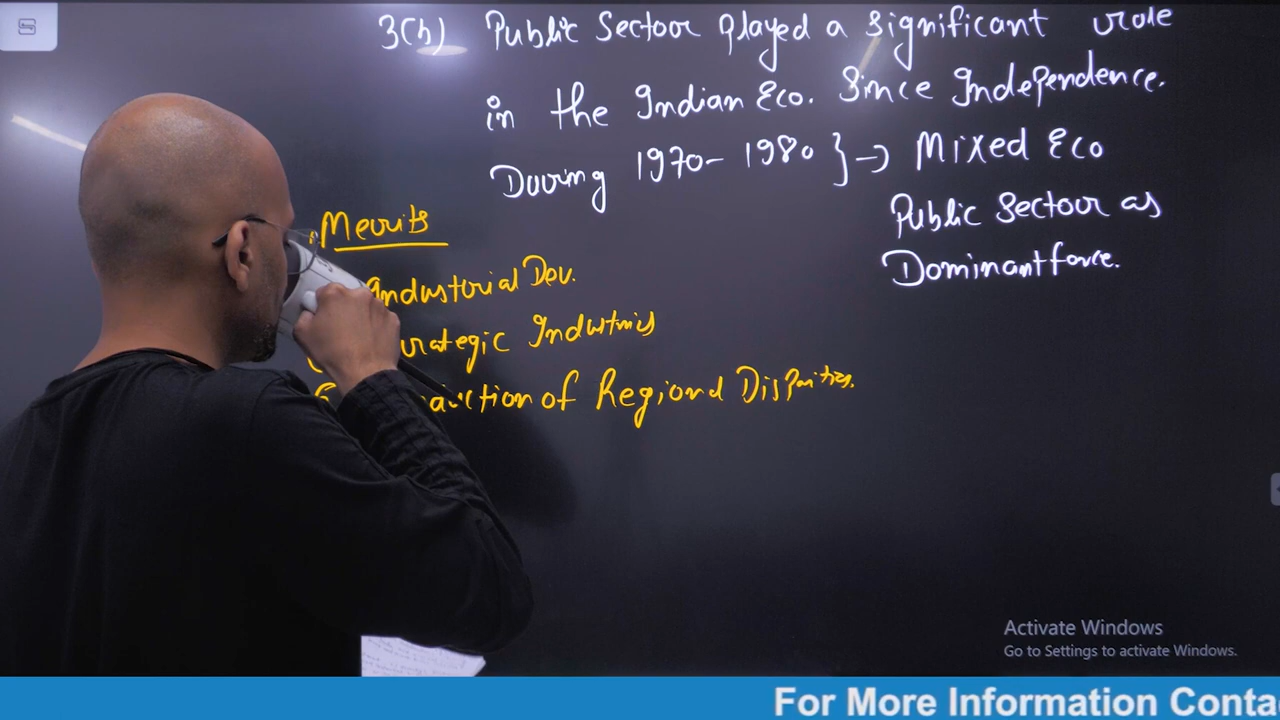 3(b) Public Sector played a significant role
in the Indian Eco. Since Independence.
During 1970-1980 } → Mixed Eco
Public Sector as
Dominant force.
Merits
Industrial Dev.
Industries
of Regional Disparities.
Activate Windows
Go to Settings to activate Windows.
For More Information Conta